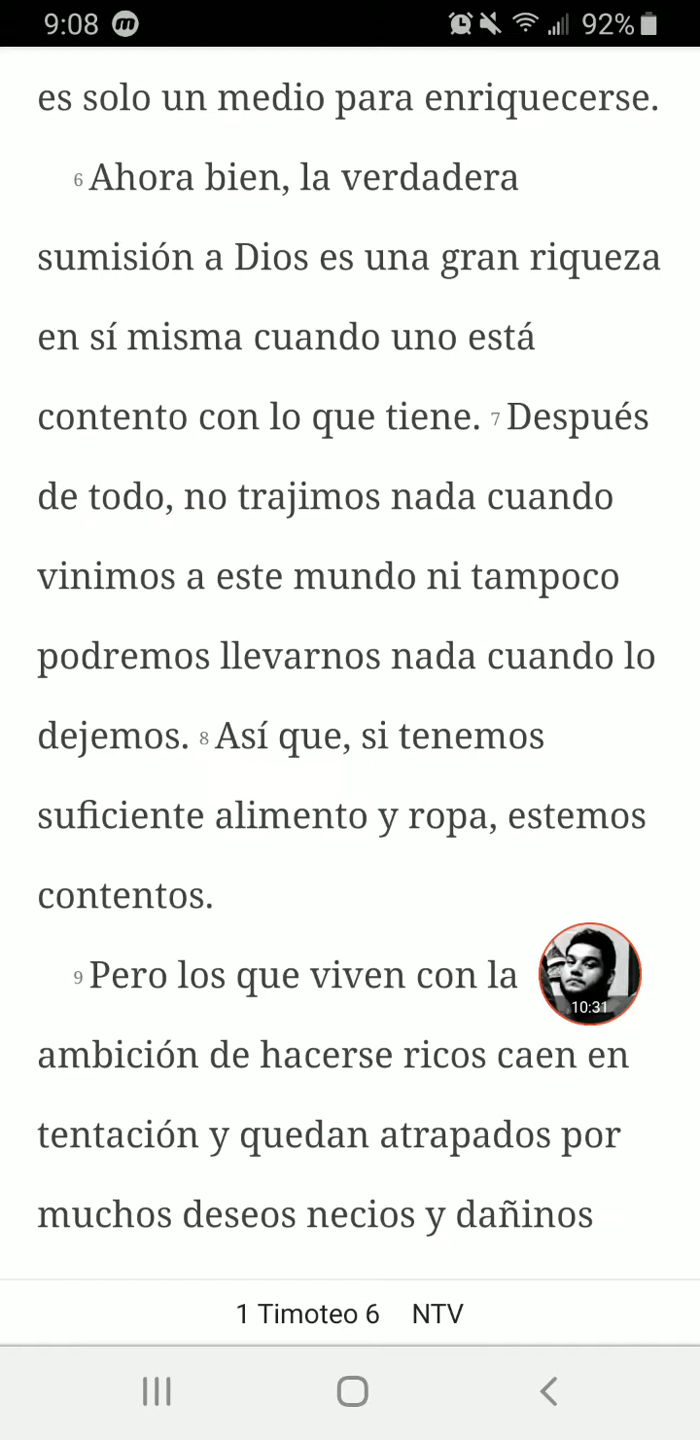 9:08 m 92%
es solo un medio para enriquecerse.
6 Ahora bien, la verdadera
sumisión a Dios es una gran riqueza
en sí misma cuando uno está
contento con lo que tiene. 7 Después
de todo, no trajimos nada cuando
vinimos a este mundo ni tampoco
podremos llevarnos nada cuando lo
dejemos. 8 Así que, si tenemos
suficiente alimento y ropa, estemos
contentos.
9 Pero los que viven con la
10:31
ambición de hacerse ricos caen en
tentación y quedan atrapados por
muchos deseos necios y dañinos
1 Timoteo 6 NTV